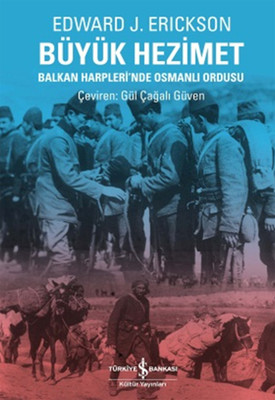 EDWARD J. ERICKSON
BÜYÜK HEZİMET
BALKAN HARPLERİ'NDE OSMANLI ORDUSU
Çeviren: Gül Çağalı Güven
TÜRKİYE İŞ BANKASI
Kültür Yayınları